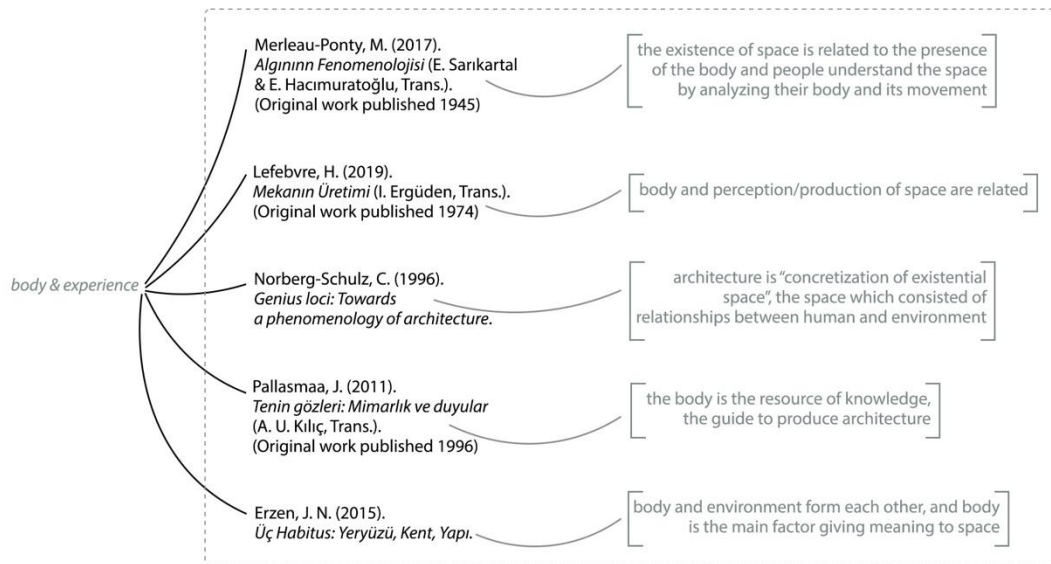 body & experience
Merleau-Ponty, M. (2017).
Algınınn Fenomenolojisi (E. Sarıkartal
& E. Hacımuratoğlu, Trans.).
(Original work published 1945)
the existence of space is related to the presence
of the body and people understand the space
by analyzing their body and its movement
Lefebvre, H. (2019).
Mekanın Üretimi (I. Ergüden, Trans.).
(Original work published 1974)
body and perception/production of space are related
Norberg-Schulz, C. (1996).
Genius loci: Towards
a phenomenology of architecture.
architecture is “concretization of existential
space”, the space which consisted of
relationships between human and environment
Pallasmaa, J. (2011).
Tenin gözleri: Mimarlık ve duyular
(A. U. Kılıç, Trans.).
(Original work published 1996)
the body is the resource of knowledge,
the guide to produce architecture
Erzen, J. N. (2015).
Üç Habitus: Yeryüzü, Kent, Yapı.
body and environment form each other, and body
is the main factor giving meaning to space